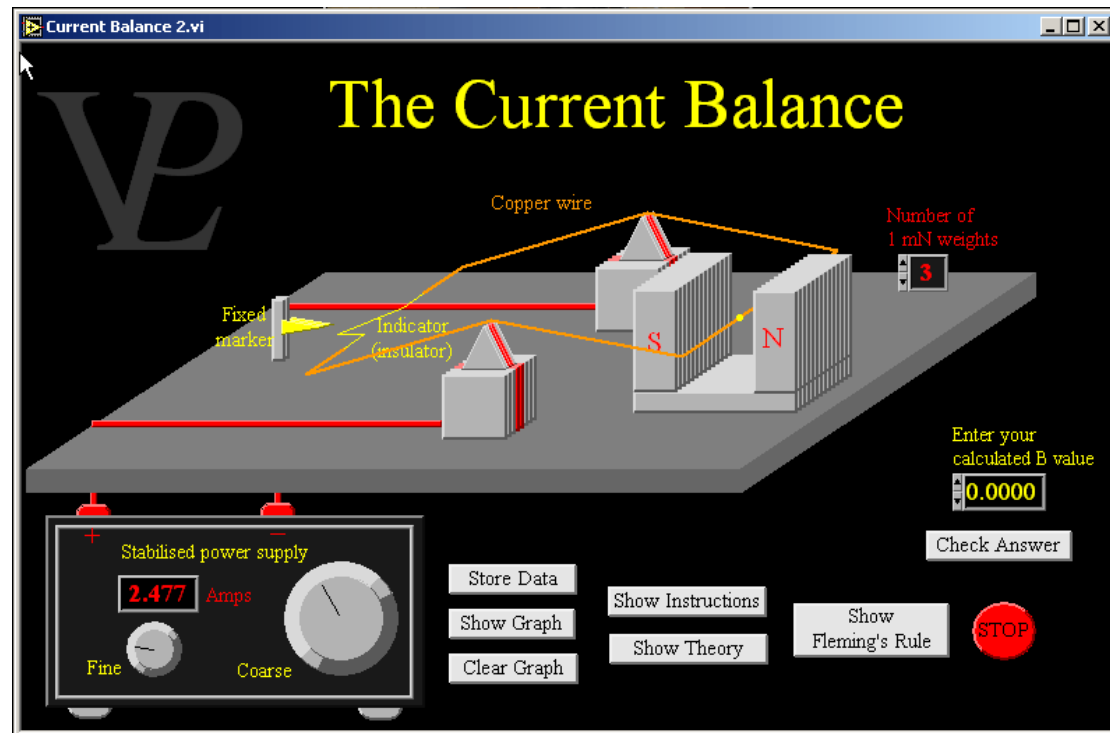 Current Balance 2.vi
VPL
The Current Balance
Copper wire
Number of
1 mN weights
3
Fixed
marker
Indicator
(insulator)
S
N
Enter your
calculated B value
0.0000
Check Answer
+
−
Stabilised power supply
2.477 Amps
Fine
Coarse
Store Data
Show Graph
Clear Graph
Show Instructions
Show Theory
Show
Fleming's Rule
STOP